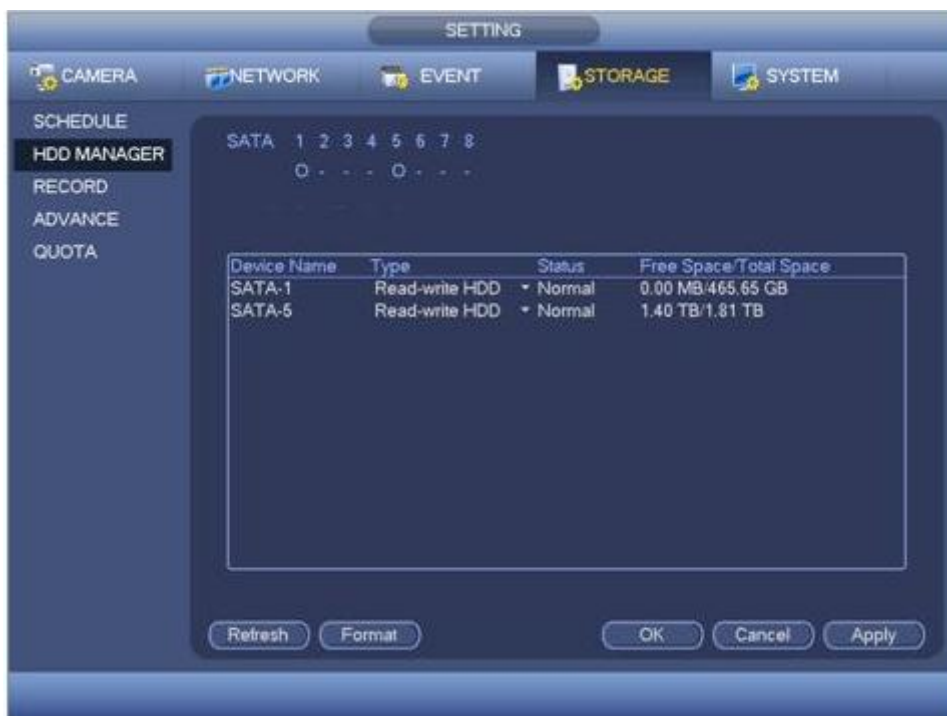 SETTING
CAMERA NETWORK EVENT STORAGE SYSTEM
SCHEDULE
HDD MANAGER
RECORD
ADVANCE
QUOTA
SATA 1 2 3 4 5 6 7 8
O - - - O - - -
Device Name Type Status Free Space/Total Space
SATA-1 Read-write HDD Normal 0.00 MB/465.65 GB
SATA-5 Read-write HDD Normal 1.40 TB/1.81 TB
Refresh Format OK Cancel Apply